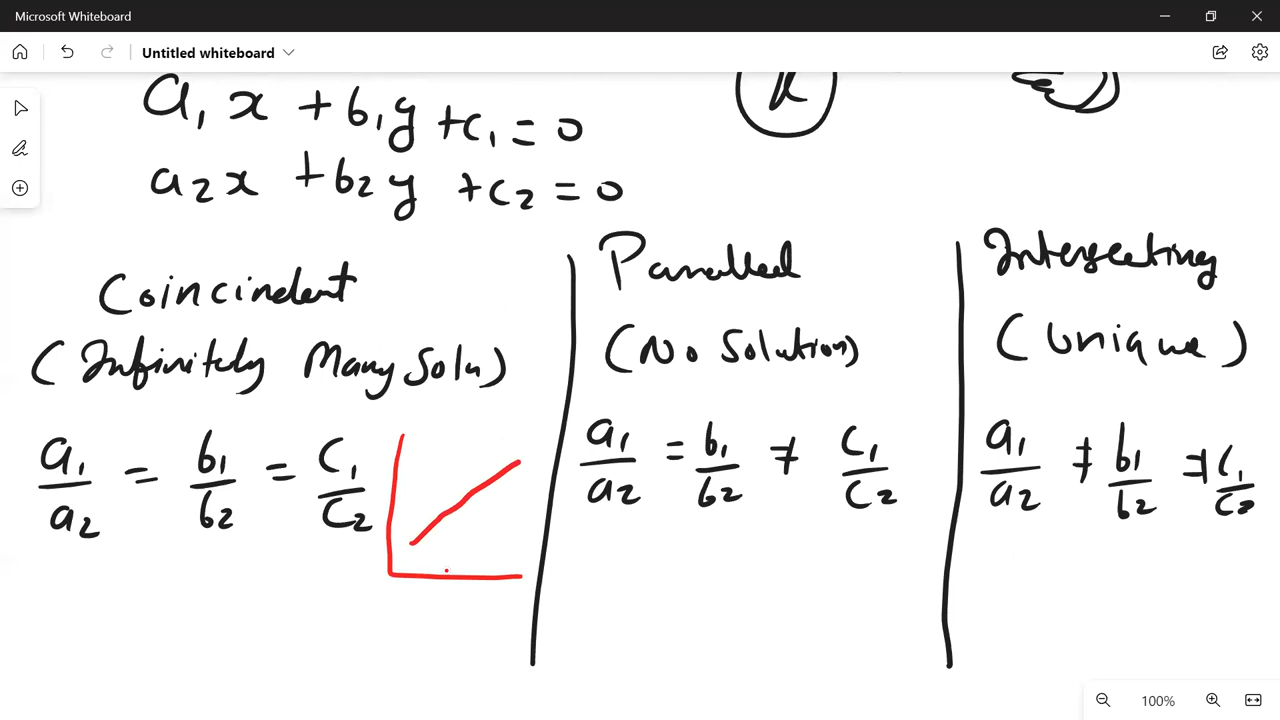 Microsoft Whiteboard
Untitled whiteboard
a₁x + b₁y + c₁ = 0
a₂x + b₂y + c₂ = 0
Coincindent
(Infinitely Many Soln)
a₁/a₂ = b₁/b₂ = c₁/c₂
Parallel
(No Solution)
a₁/a₂ = b₁/b₂ ≠ c₁/c₂
Intersecting
(Unique)
a₁/a₂ ≠ b₁/b₂ ≠ c₁/c₂
100%